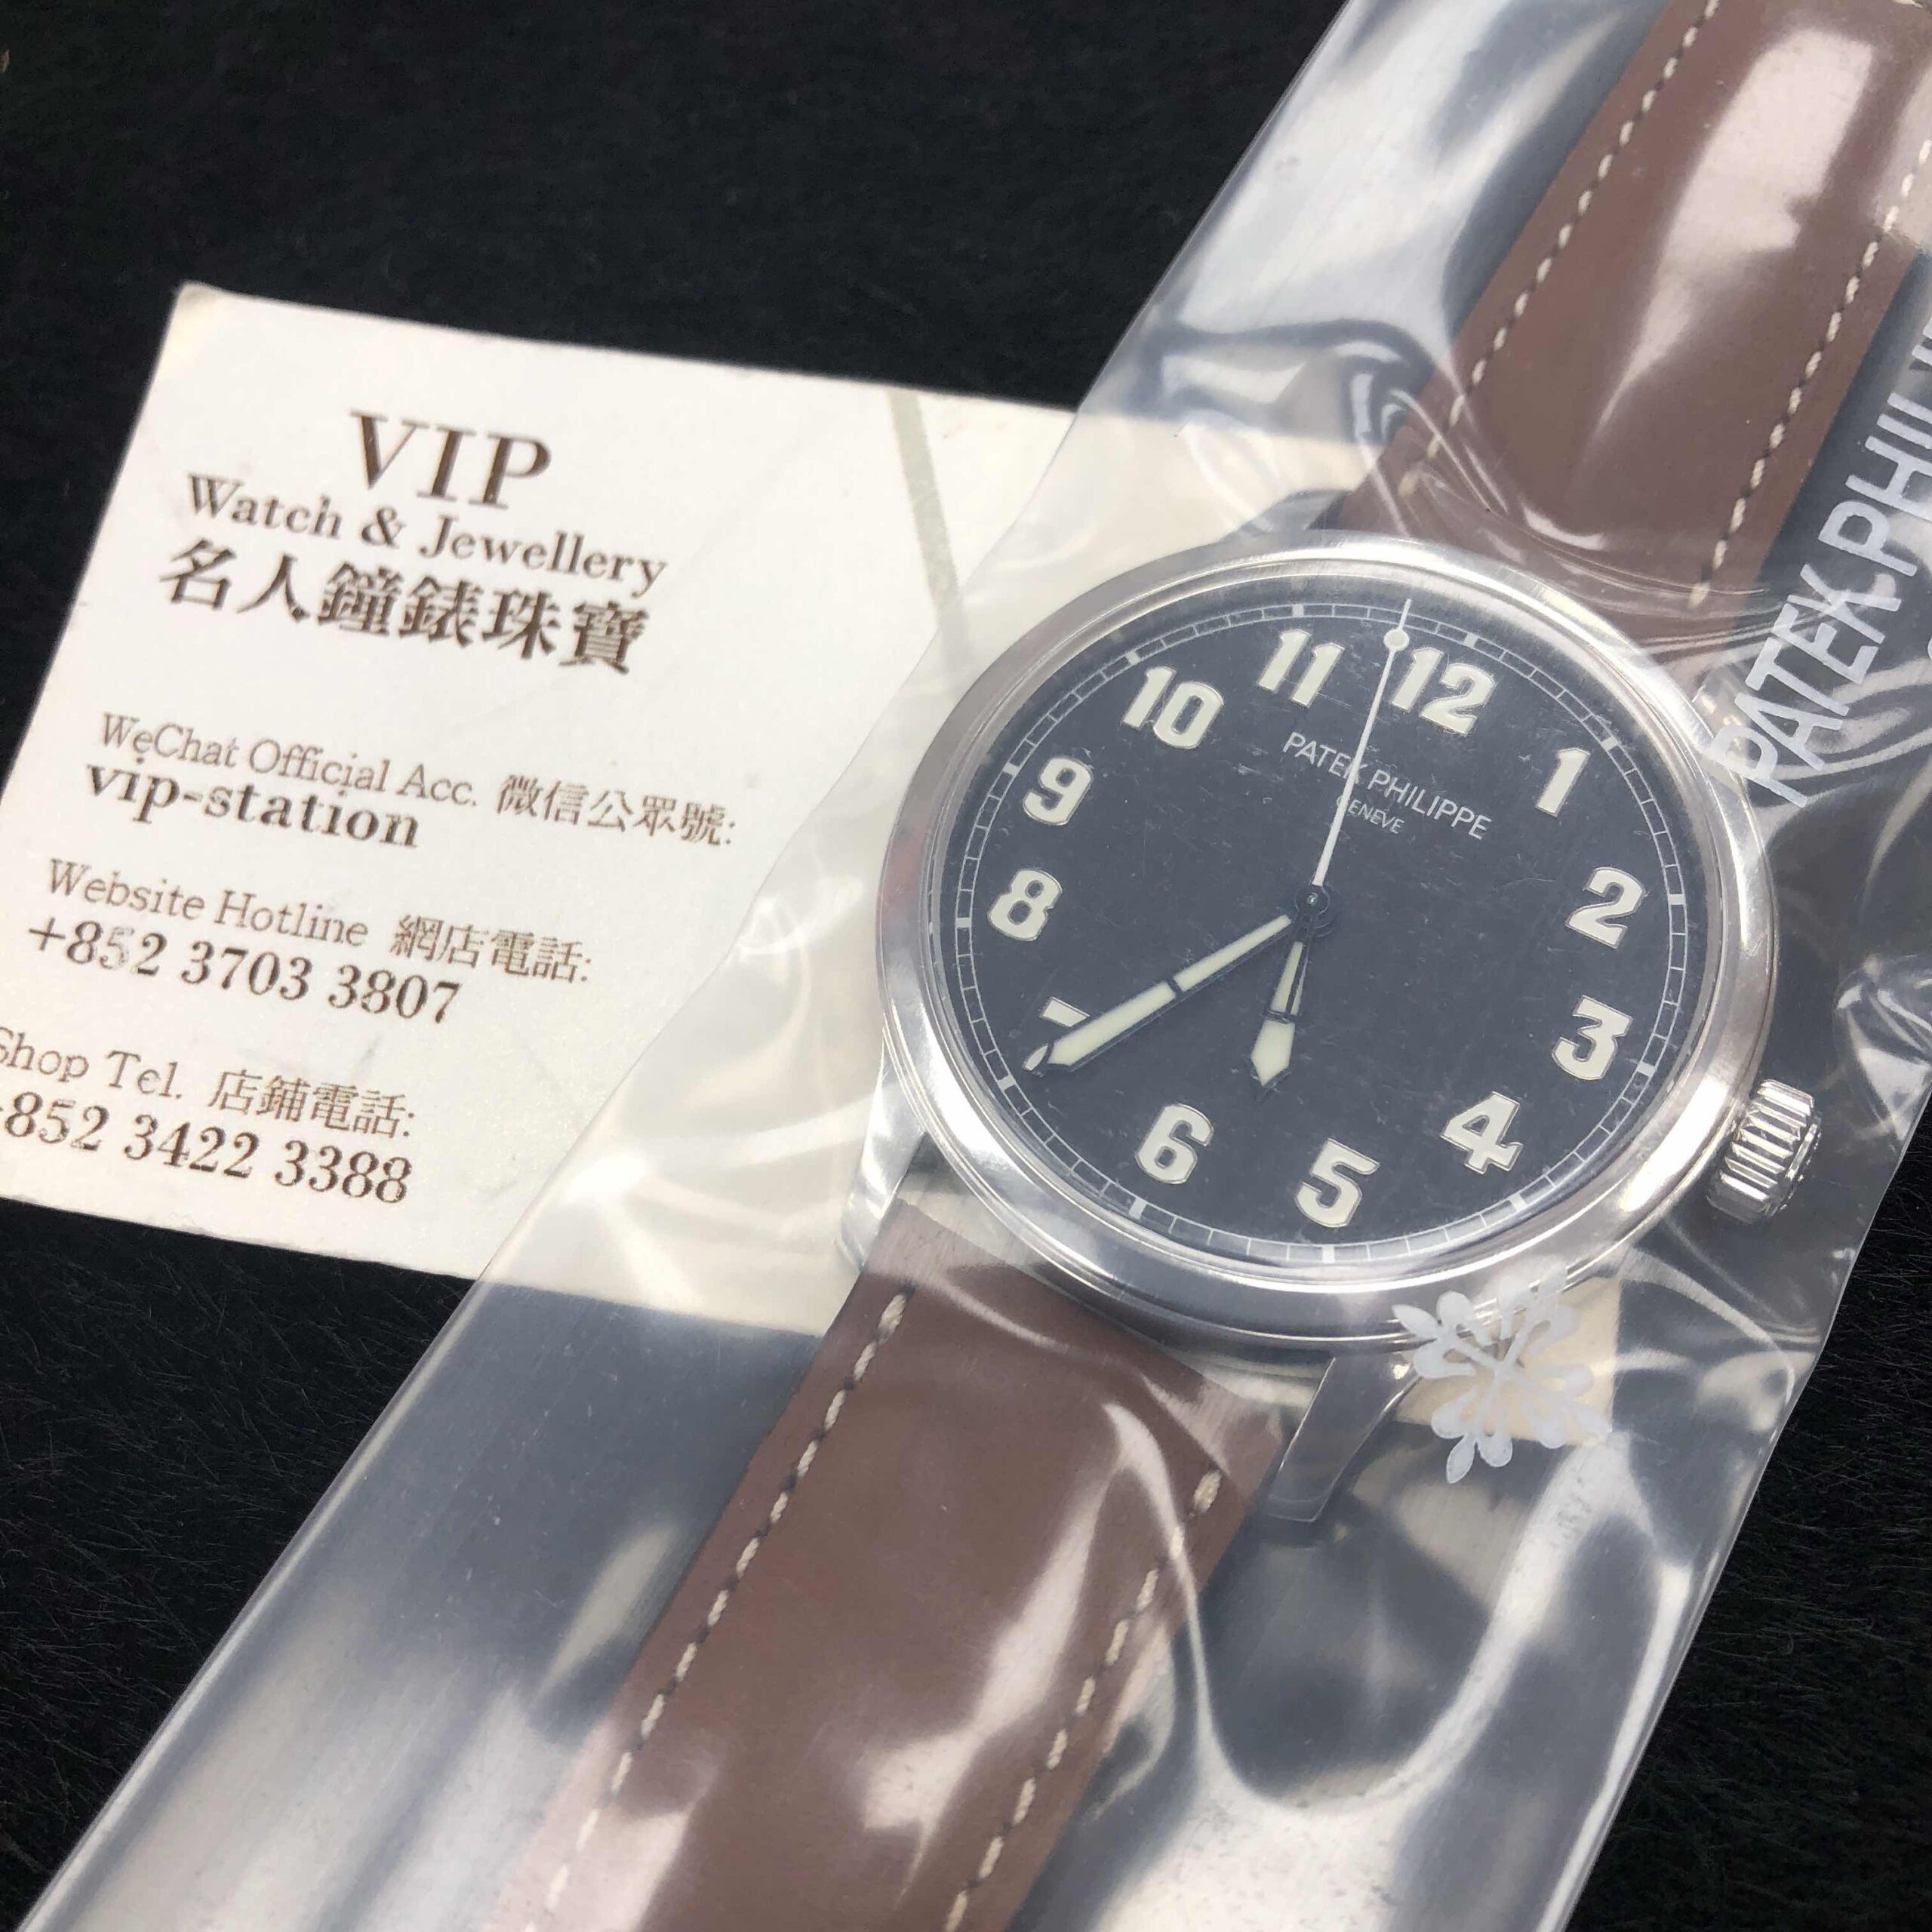 VIP
Watch & Jewellery
名人鐘錶珠寶
WeChat Official Acc. 微信公眾號:
vip-station
Website Hotline 網店電話:
+852 3703 3807
Shop Tel. 店鋪電話:
+852 3422 3388
PATEK PHILIPPE
GENEVE
12
1
2
3
4
5
6
7
8
9
10
11
PATEK PHILI